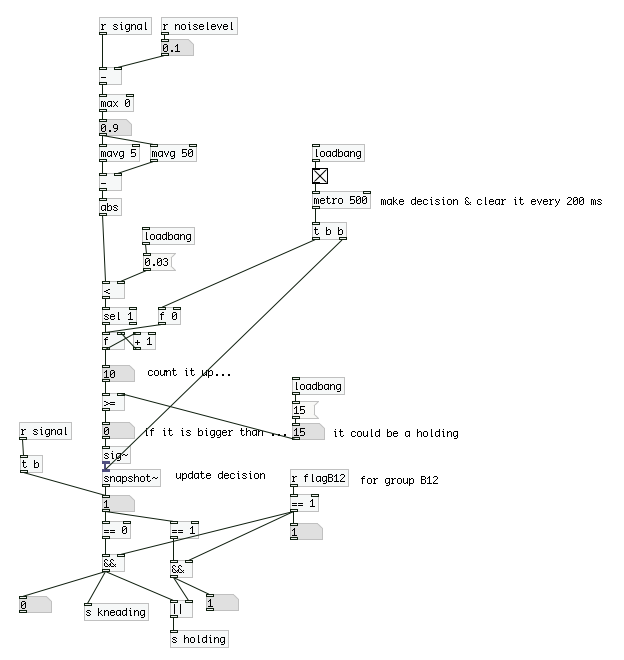 r signal
r noiselevel
0.1
-
max 0
0.9
mavg 5
mavg 50
-
abs
loadbang
metro 500
make decision & clear it every 200 ms
t b b
loadbang
0.03
<
sel 1
f 0
f
+ 1
10
count it up...
>=
loadbang
15
15
0
if it is bigger than ...
it could be a holding
r signal
sig~
t b
snapshot~
update decision
r flagB12
for group B12
1
== 1
== 0
== 1
1
&&
&&
0
s kneading
||
1
s holding